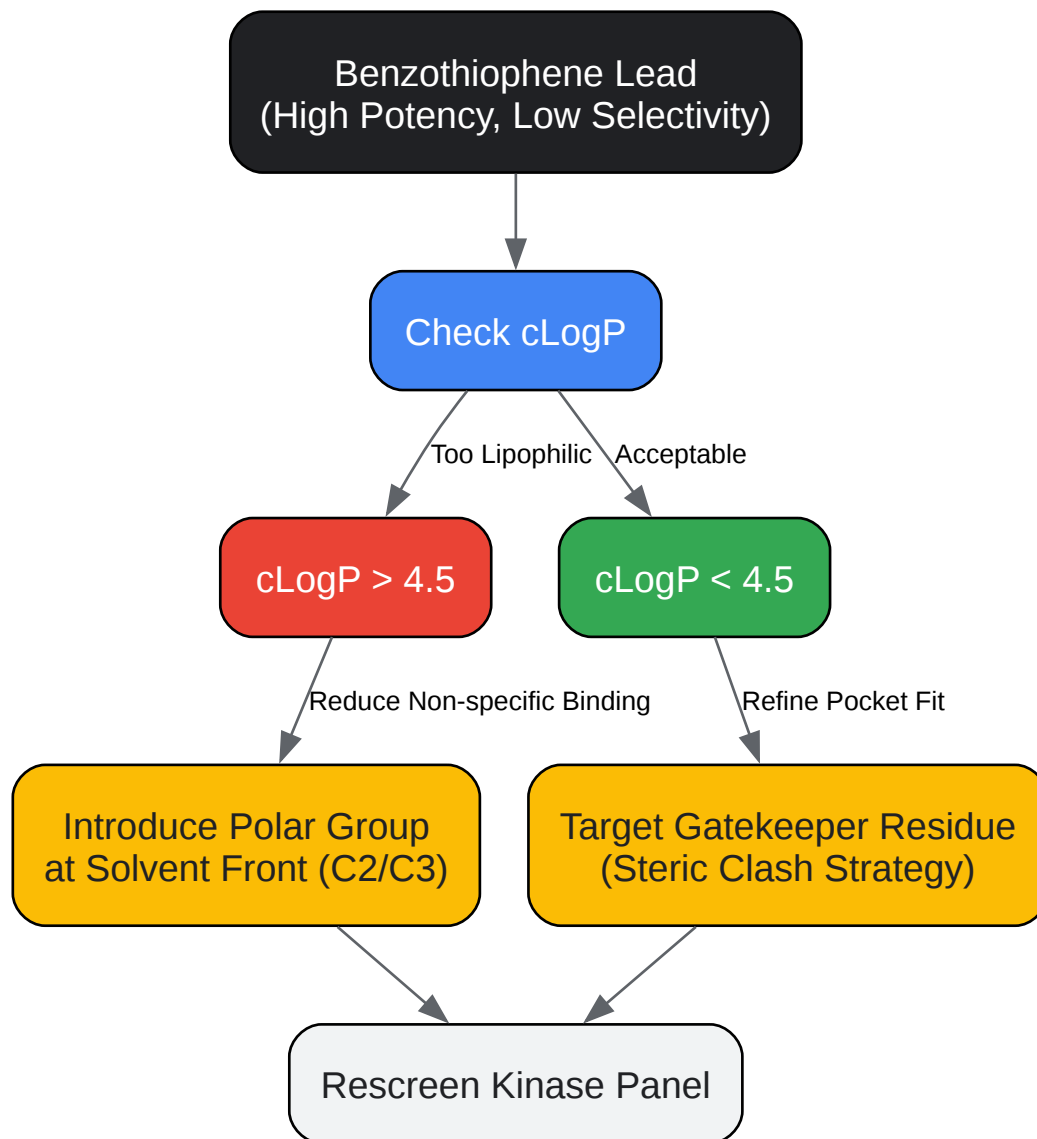 Benzothiophene Lead
(High Potency, Low Selectivity)
Check cLogP
Too Lipophilic
Acceptable
cLogP > 4.5
cLogP < 4.5
Reduce Non-specific Binding
Refine Pocket Fit
Introduce Polar Group
at Solvent Front (C2/C3)
Target Gatekeeper Residue
(Steric Clash Strategy)
Rescreen Kinase Panel